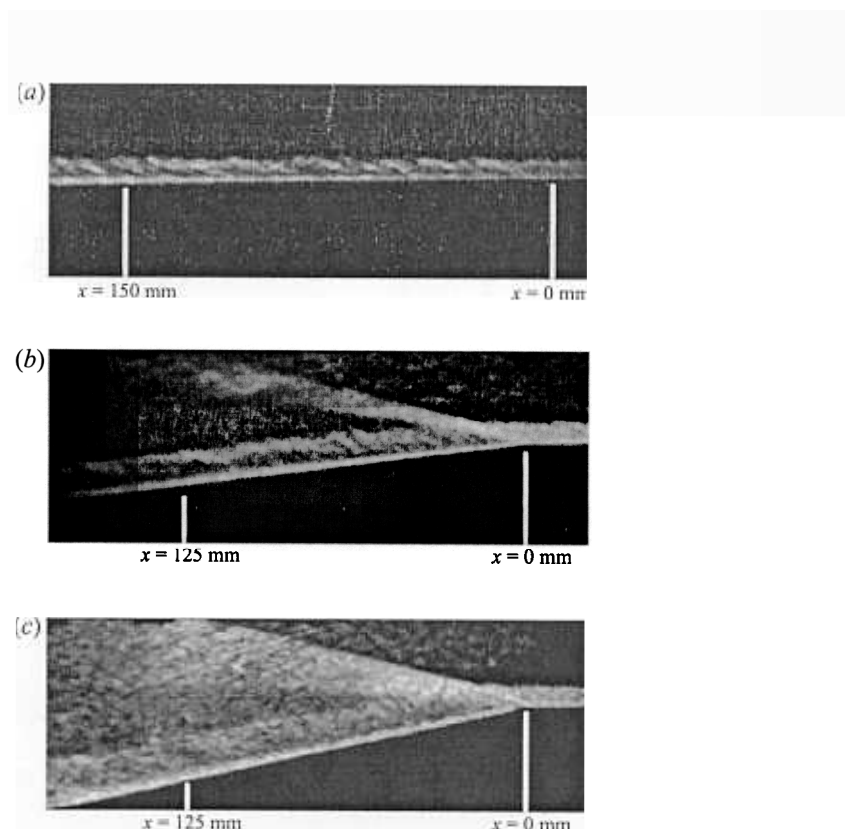 (a)
x = 150 mm x = 0 mm
(b)
x = 125 mm x = 0 mm
(c)
x = 125 mm x = 0 mm